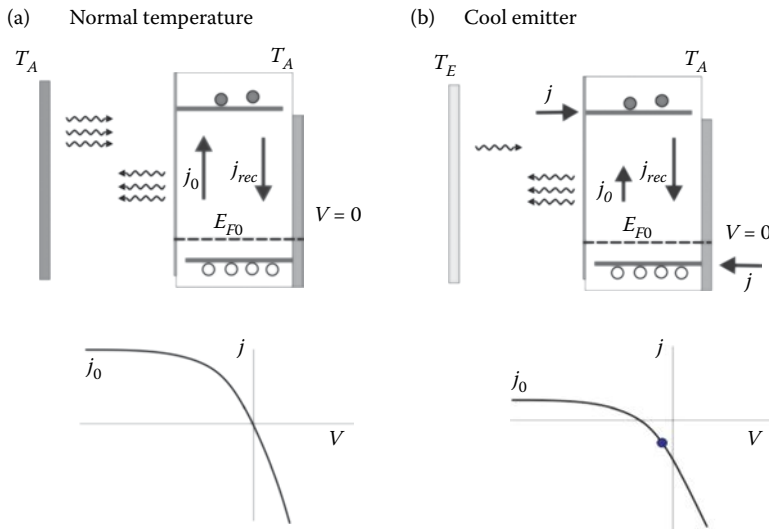 (a) Normal temperature
T_A
T_A
j_0
j_rec
V = 0
E_F0
j
j_0
V
(b) Cool emitter
T_E
T_A
j
j_0
j_rec
V = 0
E_F0
j
j
j_0
V